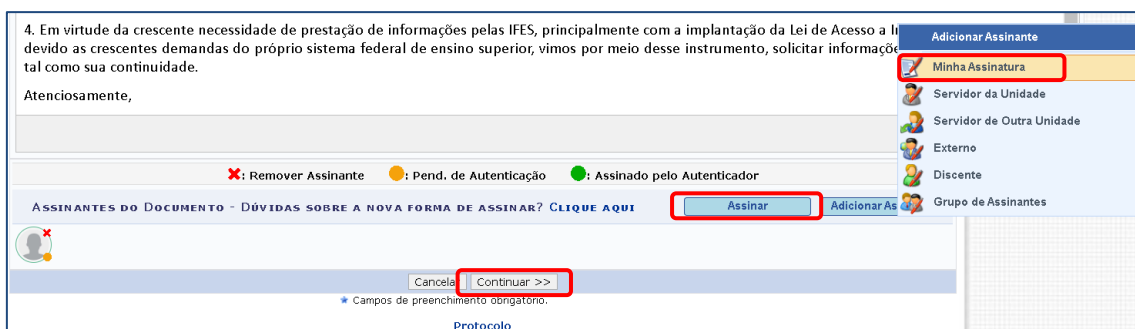 4. Em virtude da crescente necessidade de prestação de informações pelas IFES, principalmente com a implantação da Lei de Acesso a
devido as crescentes demandas do próprio sistema federal de ensino superior, vimos por meio desse instrumento, solicitar
tal como sua continuidade.
Atenciosamente,
Adicionar Assinante
Minha Assinatura
Servidor da Unidade
Servidor de Outra Unidade
Externo
Discente
Grupo de Assinantes
: Remover Assinante : Pend. de Autenticação : Assinado pelo Autenticador
Assinantes do Documento - Dúvidas sobre a nova forma de assinar? Clique aqui Assinar Adicionar As
Cancela Continuar >>
Campos de preenchimento obrigatório.
Protocolo